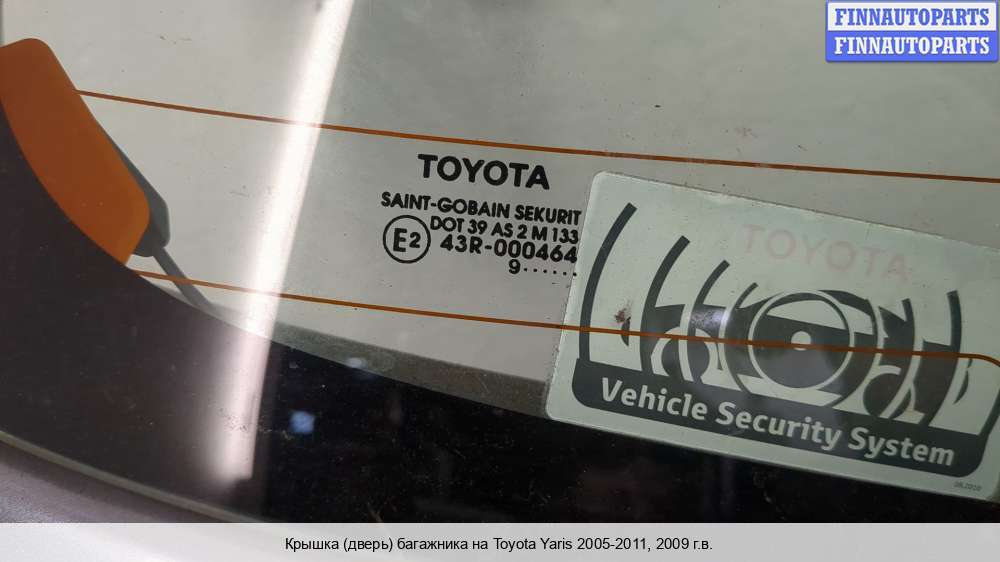 FINNAUTOPARTS
FINNAUTOPARTS
TOYOTA
SAINT-GOBAIN SEKURIT
DOT 39 AS 2 M 133
E2 43R-000464
9······
TOYOTA
Vehicle Security System
Крышка (дверь) багажника на Toyota Yaris 2005-2011, 2009 г.в.